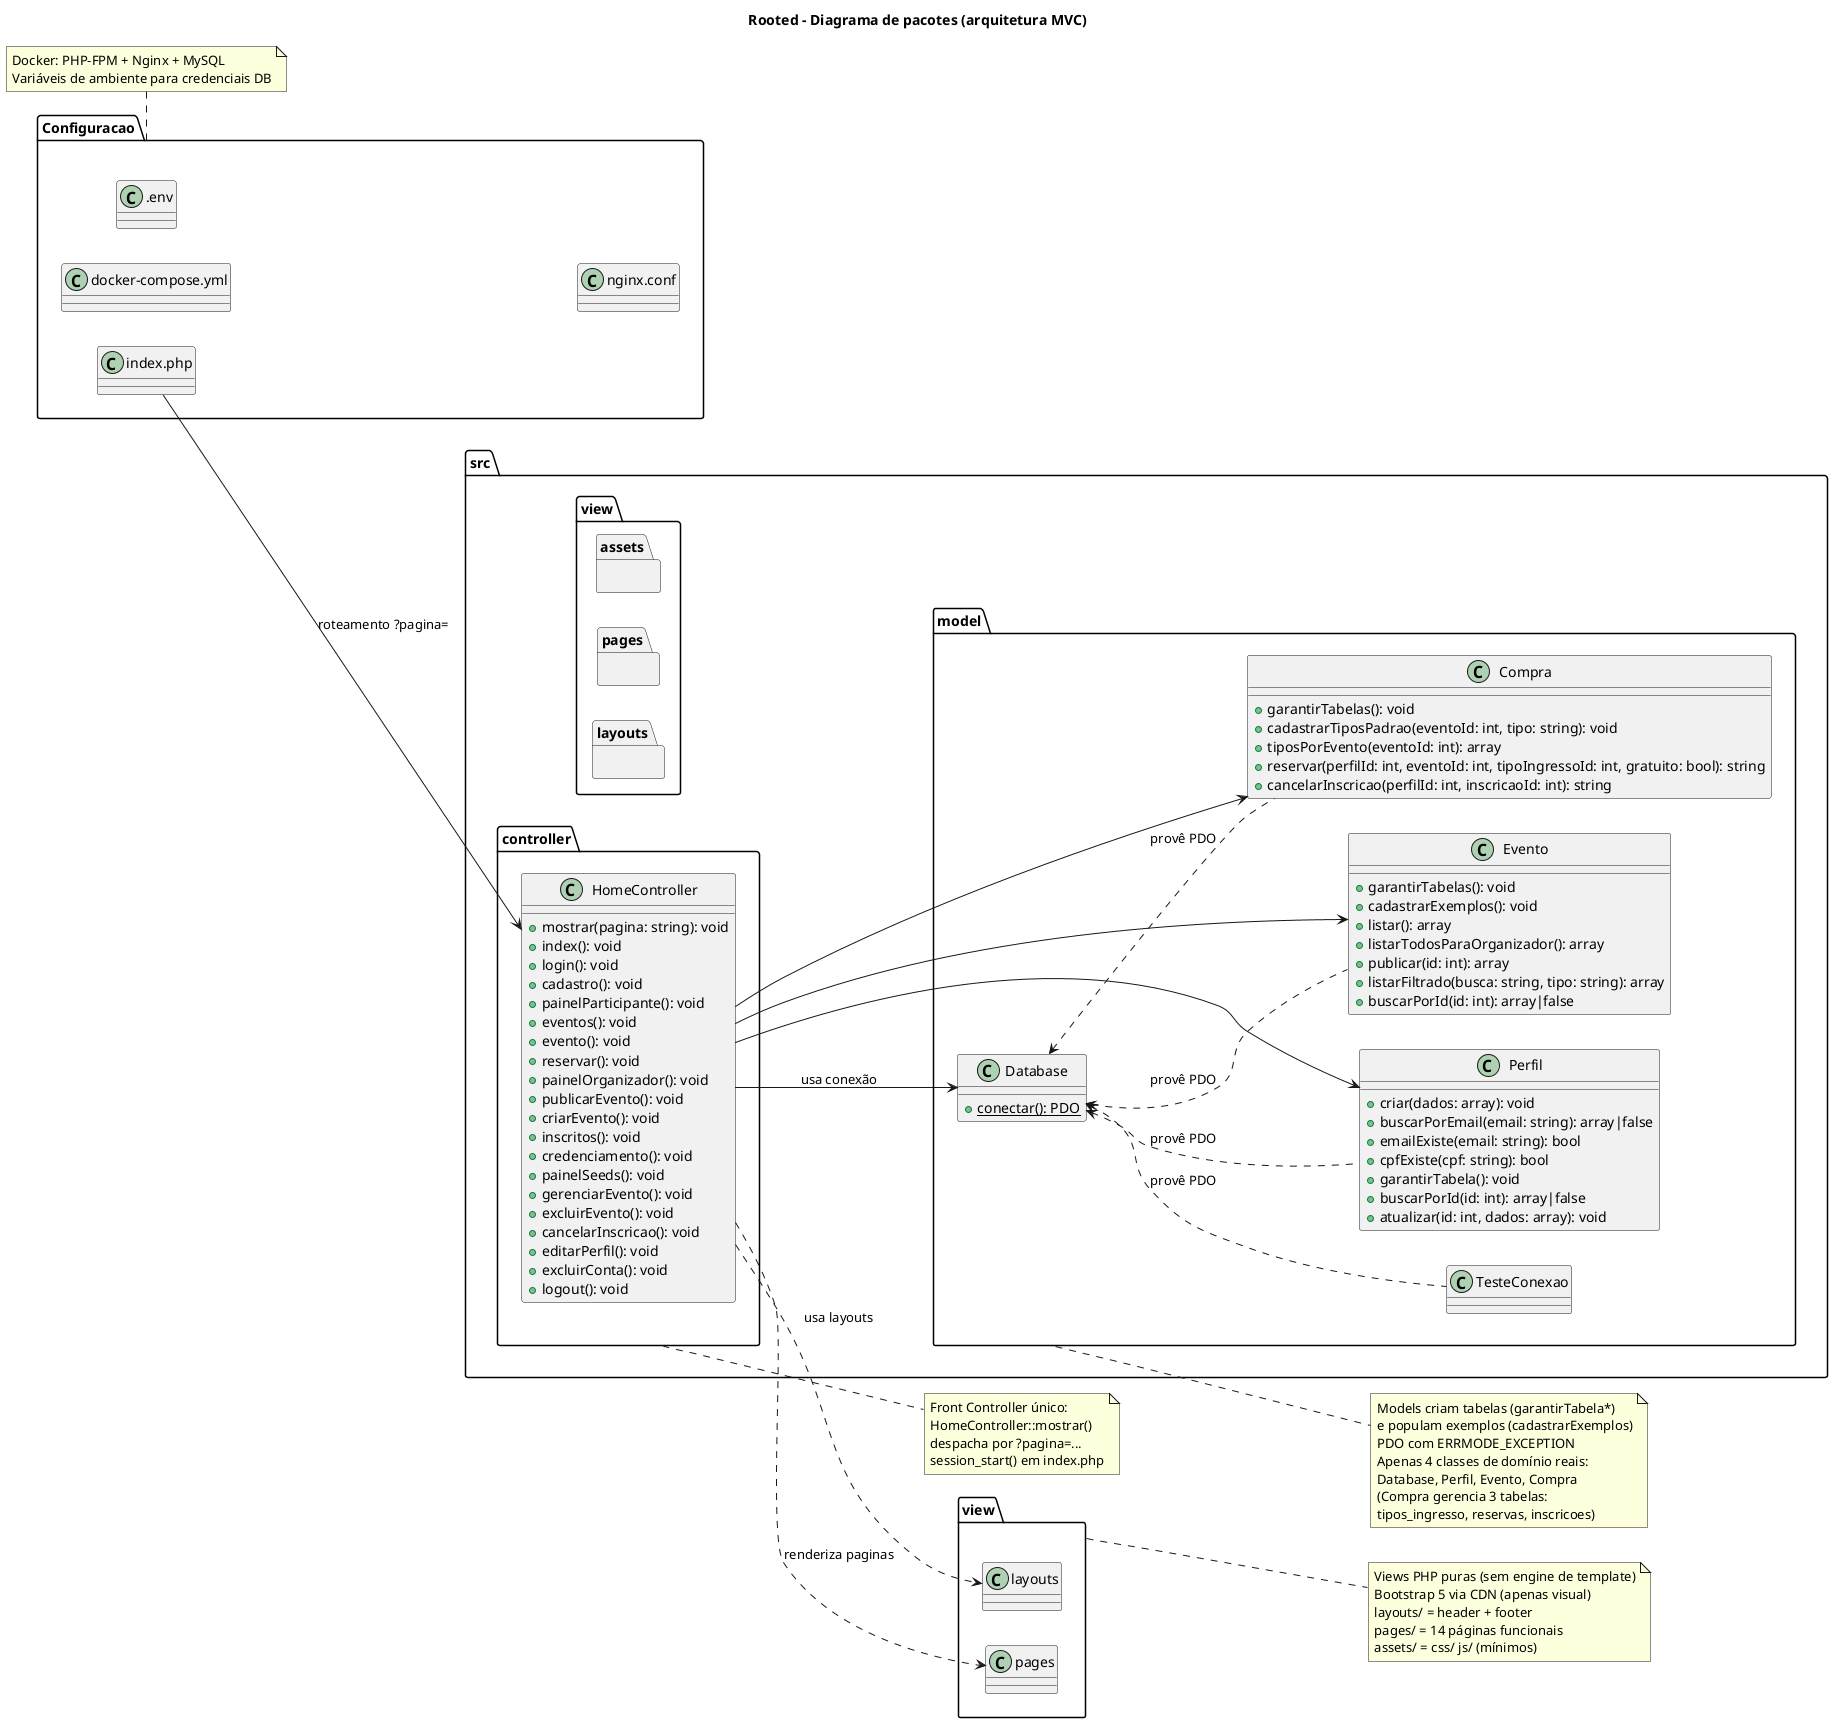 Rooted - Diagrama de pacotes (arquitetura MVC)
Docker: PHP-FPM + Nginx + MySQL
Variáveis de ambiente para credenciais DB
Configuracao
C .env
C docker-compose.yml
C nginx.conf
C index.php
roteamento ?pagina=
src
view
assets
pages
layouts
controller
C HomeController
mostrar(pagina: string): void
index(): void
login(): void
cadastro(): void
painelParticipante(): void
eventos(): void
evento(): void
reservar(): void
painelOrganizador(): void
publicarEvento(): void
criarEvento(): void
inscritos(): void
credenciamento(): void
painelSeeds(): void
gerenciarEvento(): void
excluirEvento(): void
cancelarInscricao(): void
editarPerfil(): void
excluirConta(): void
logout(): void
model
C Compra
garantirTabelas(): void
cadastrarTiposPadrao(eventoId: int, tipo: string): void
tiposPorEvento(eventoId: int): array
reservar(perfilId: int, eventoId: int, tipoIngressoId: int, gratuito: bool): string
cancelarInscricao(perfilId: int, inscricaoId: int): string
provê PDO
C Evento
garantirTabelas(): void
cadastrarExemplos(): void
listar(): array
listarTodosParaOrganizador(): array
publicar(id: int): array
listarFiltrado(busca: string, tipo: string): array
buscarPorId(id: int): array|false
C Database
conectar(): PDO
usa conexão
provê PDO
provê PDO
provê PDO
C Perfil
criar(dados: array): void
buscarPorEmail(email: string): array|false
emailExiste(email: string): bool
cpfExiste(cpf: string): bool
garantirTabela(): void
buscarPorId(id: int): array|false
atualizar(id: int, dados: array): void
C TesteConexao
usa layouts
Front Controller único:
HomeController::mostrar()
despacha por ?pagina=...
session_start() em index.php
Models criam tabelas (garantirTabela*)
e populam exemplos (cadastrarExemplos)
PDO com ERRMODE_EXCEPTION
Apenas 4 classes de domínio reais:
Database, Perfil, Evento, Compra
(Compra gerencia 3 tabelas:
tipos_ingresso, reservas, inscricoes)
renderiza paginas
view
C layouts
C pages
Views PHP puras (sem engine de template)
Bootstrap 5 via CDN (apenas visual)
layouts/ = header + footer
pages/ = 14 páginas funcionais
assets/ = css/ js/ (mínimos)